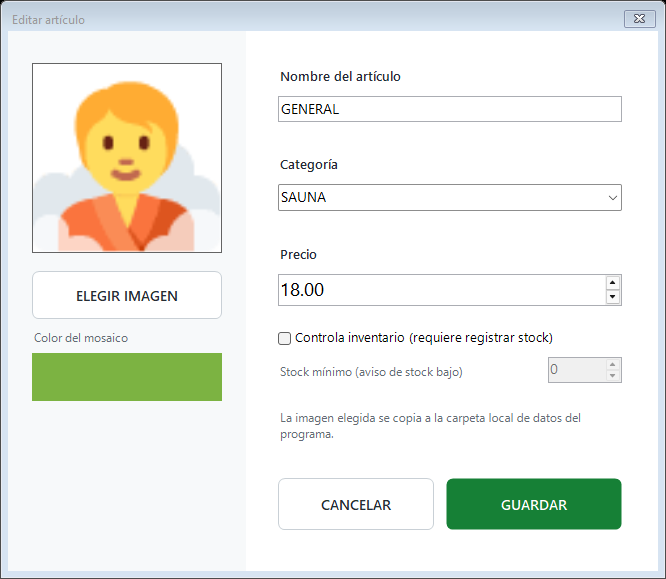 Editar artículo
Nombre del artículo
GENERAL
Categoría
SAUNA
Precio
18.00
ELEGIR IMAGEN
Color del mosaico
Controla inventario (requiere registrar stock)
Stock mínimo (aviso de stock bajo)
0
La imagen elegida se copia a la carpeta local de datos del
programa.
CANCELAR
GUARDAR